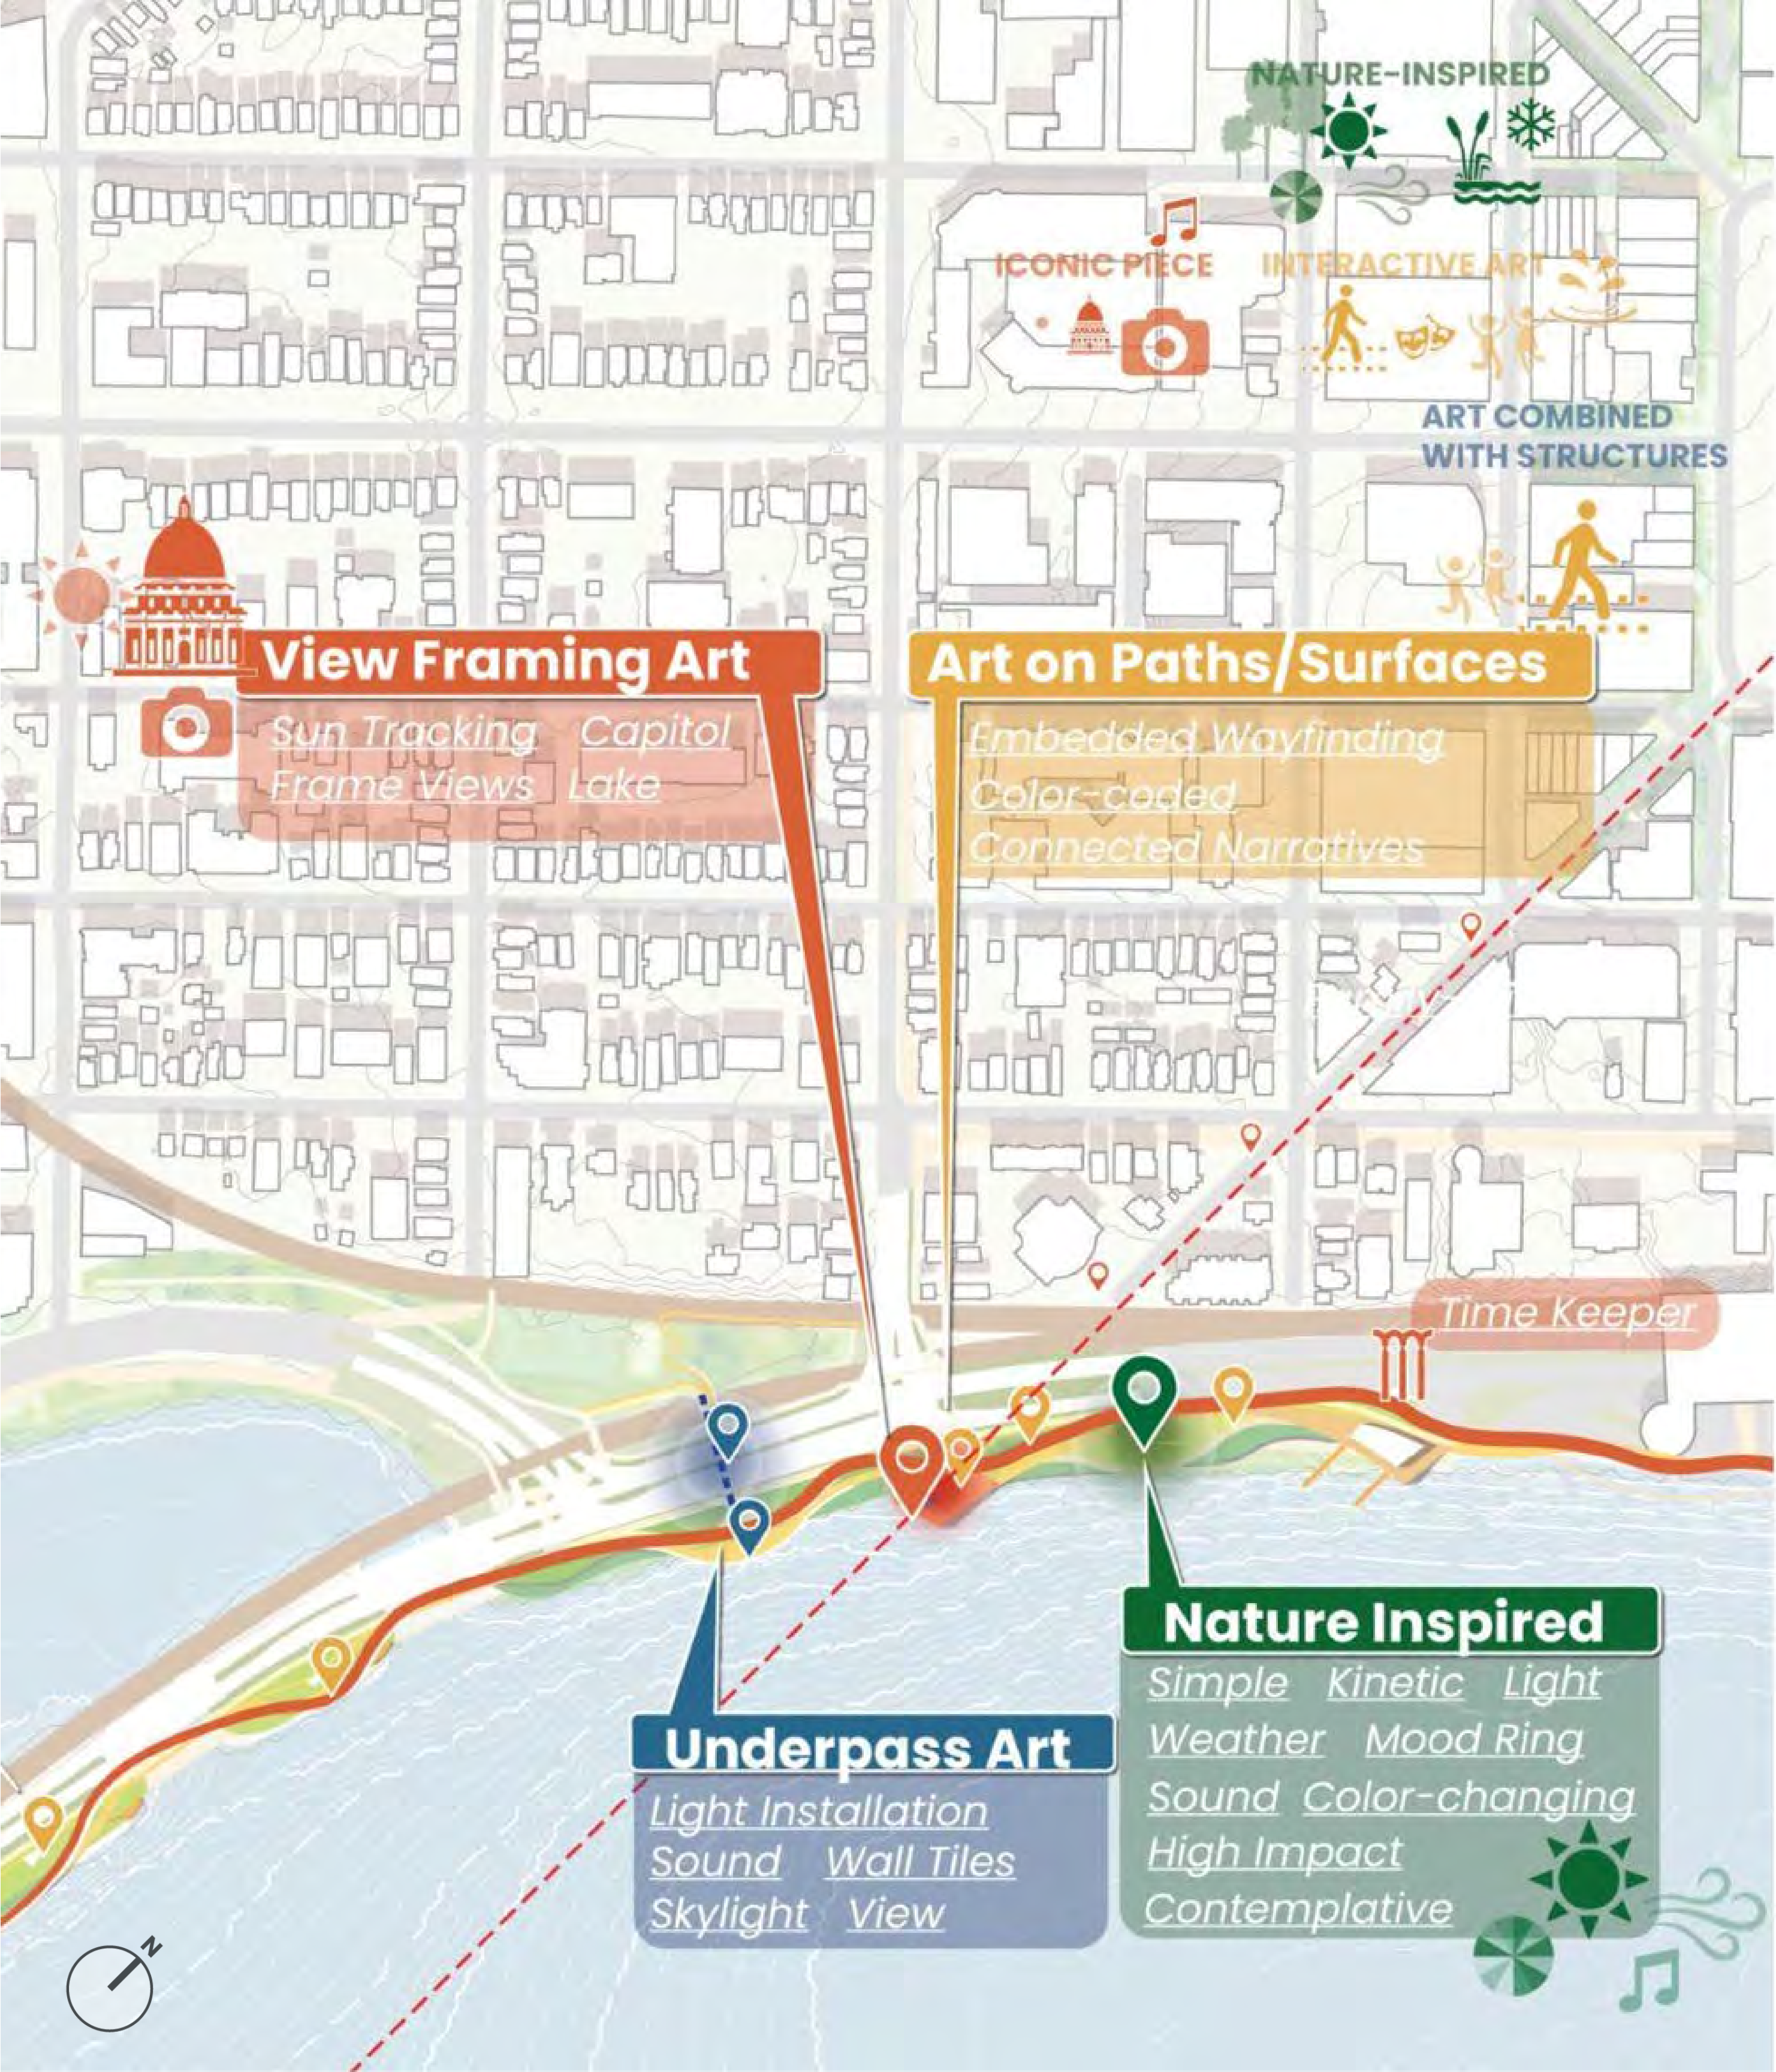 NATURE-INSPIRED
ICONIC PIECE
INTERACTIVE ART
ART COMBINED
WITH STRUCTURES
View Framing Art
Sun Tracking Capitol
Frame Views Lake
Art on Paths/Surfaces
Embedded Wayfinding
Color-coded
Connected Narratives
Time Keeper
Nature Inspired
Simple Kinetic Light
Weather Mood Ring
Sound Color-changing
High Impact
Contemplative
Underpass Art
Light Installation
Sound Wall Tiles
Skylight View
N